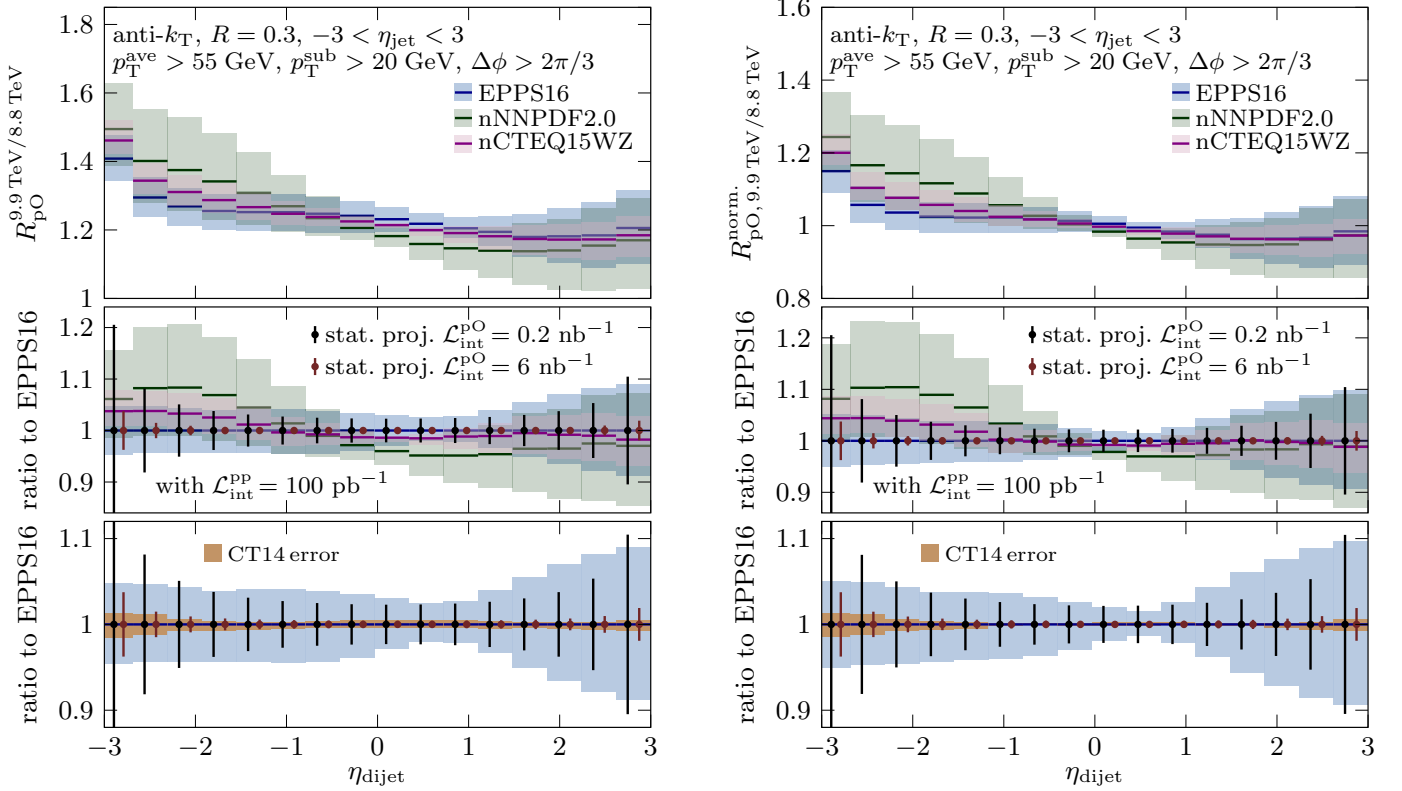 anti-k_T, R = 0.3, −3 < η_jet < 3
p_T^ave > 55 GeV, p_T^sub > 20 GeV, Δϕ > 2π/3
EPPS16
nNNPDF2.0
nCTEQ15WZ
R_pO^9.9 TeV/8.8 TeV
1.8
1.6
1.4
1.2
1
stat. proj. ℒ_int^pO = 0.2 nb^−1
stat. proj. ℒ_int^pO = 6 nb^−1
with ℒ_int^pp = 100 pb^−1
ratio to EPPS16
1.2
1.1
1
0.9
CT14 error
ratio to EPPS16
1.1
1
0.9
−3 −2 −1 0 1 2 3
η_dijet
anti-k_T, R = 0.3, −3 < η_jet < 3
p_T^ave > 55 GeV, p_T^sub > 20 GeV, Δϕ > 2π/3
EPPS16
nNNPDF2.0
nCTEQ15WZ
R_pO, 9.9 TeV/8.8 TeV^norm.
1.6
1.4
1.2
1
0.8
stat. proj. ℒ_int^pO = 0.2 nb^−1
stat. proj. ℒ_int^pO = 6 nb^−1
with ℒ_int^pp = 100 pb^−1
ratio to EPPS16
1.2
1.1
1
0.9
CT14 error
ratio to EPPS16
1.1
1
0.9
−3 −2 −1 0 1 2 3
η_dijet